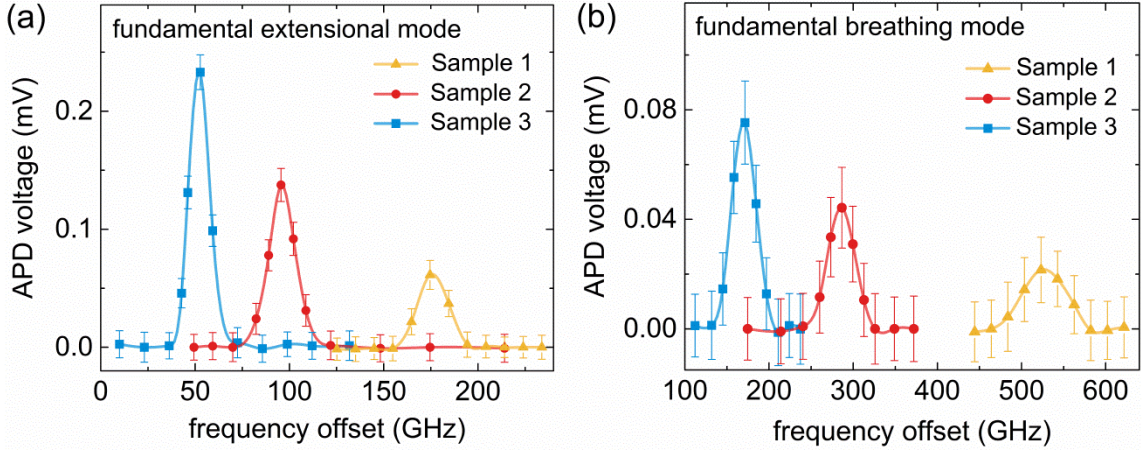 (a)
fundamental extensional mode
Sample 1
Sample 2
Sample 3
APD voltage (mV)
0.2
0.1
0.0
0 50 100 150 200
frequency offset (GHz)
(b)
fundamental breathing mode
Sample 1
Sample 2
Sample 3
APD voltage (mV)
0.08
0.04
0.00
100 200 300 400 500 600
frequency offset (GHz)